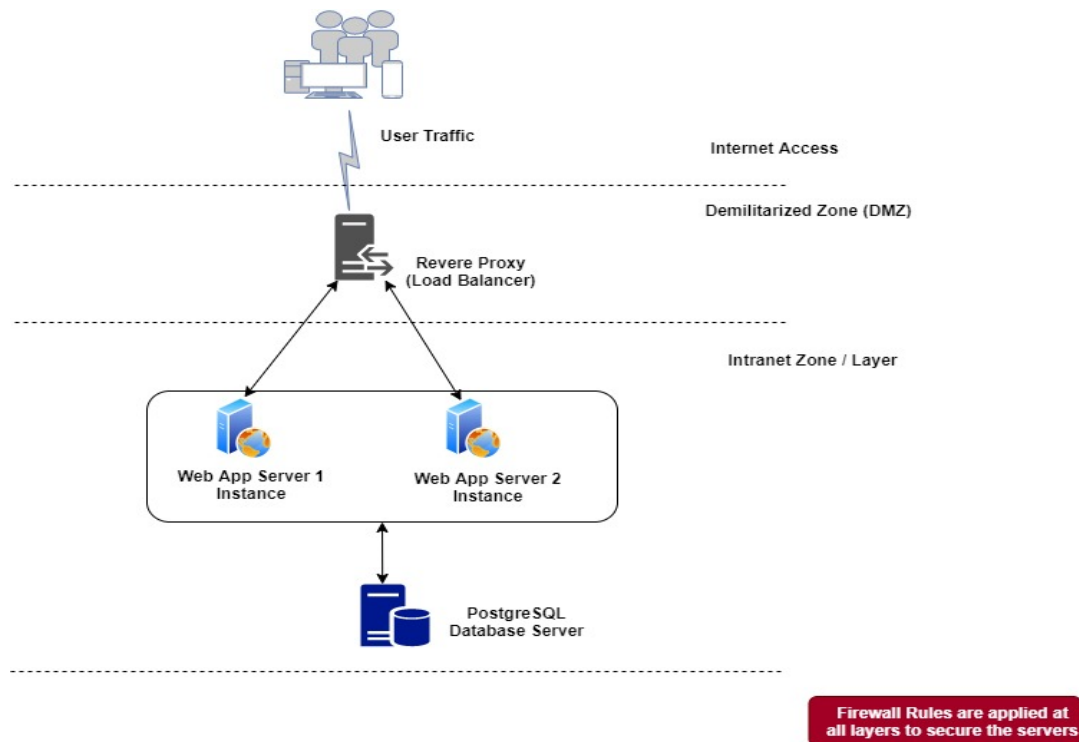 User Traffic
Internet Access
Demilitarized Zone (DMZ)
Revere Proxy
(Load Balancer)
Intranet Zone / Layer
Web App Server 1
Instance
Web App Server 2
Instance
PostgreSQL
Database Server
Firewall Rules are applied at
all layers to secure the servers